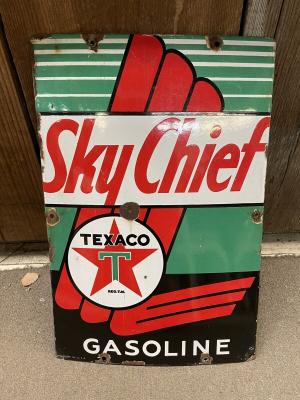 Sky Chief
TEXACO
T
REG. T.M.
GASOLINE